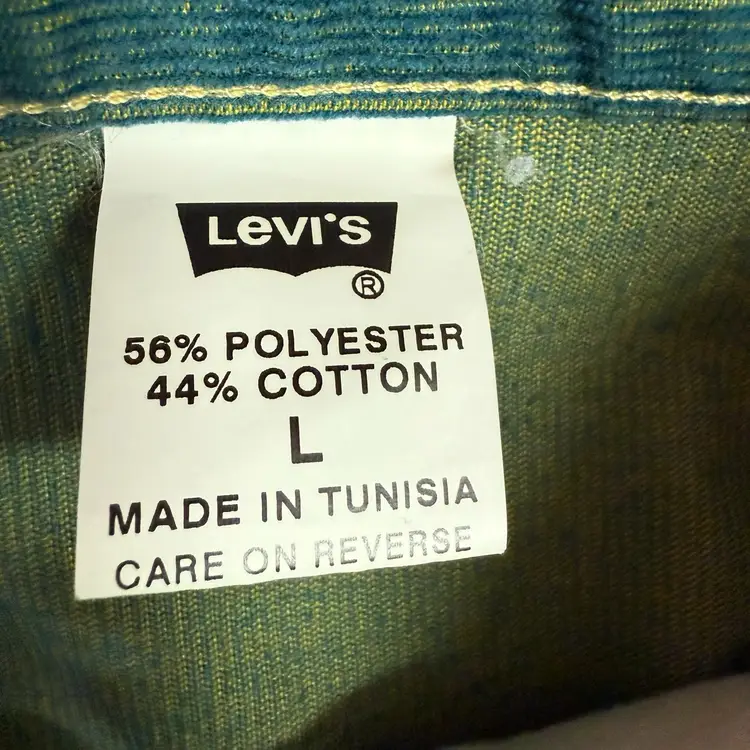 Levi's
®
56% POLYESTER
44% COTTON
L
MADE IN TUNISIA
CARE ON REVERSE